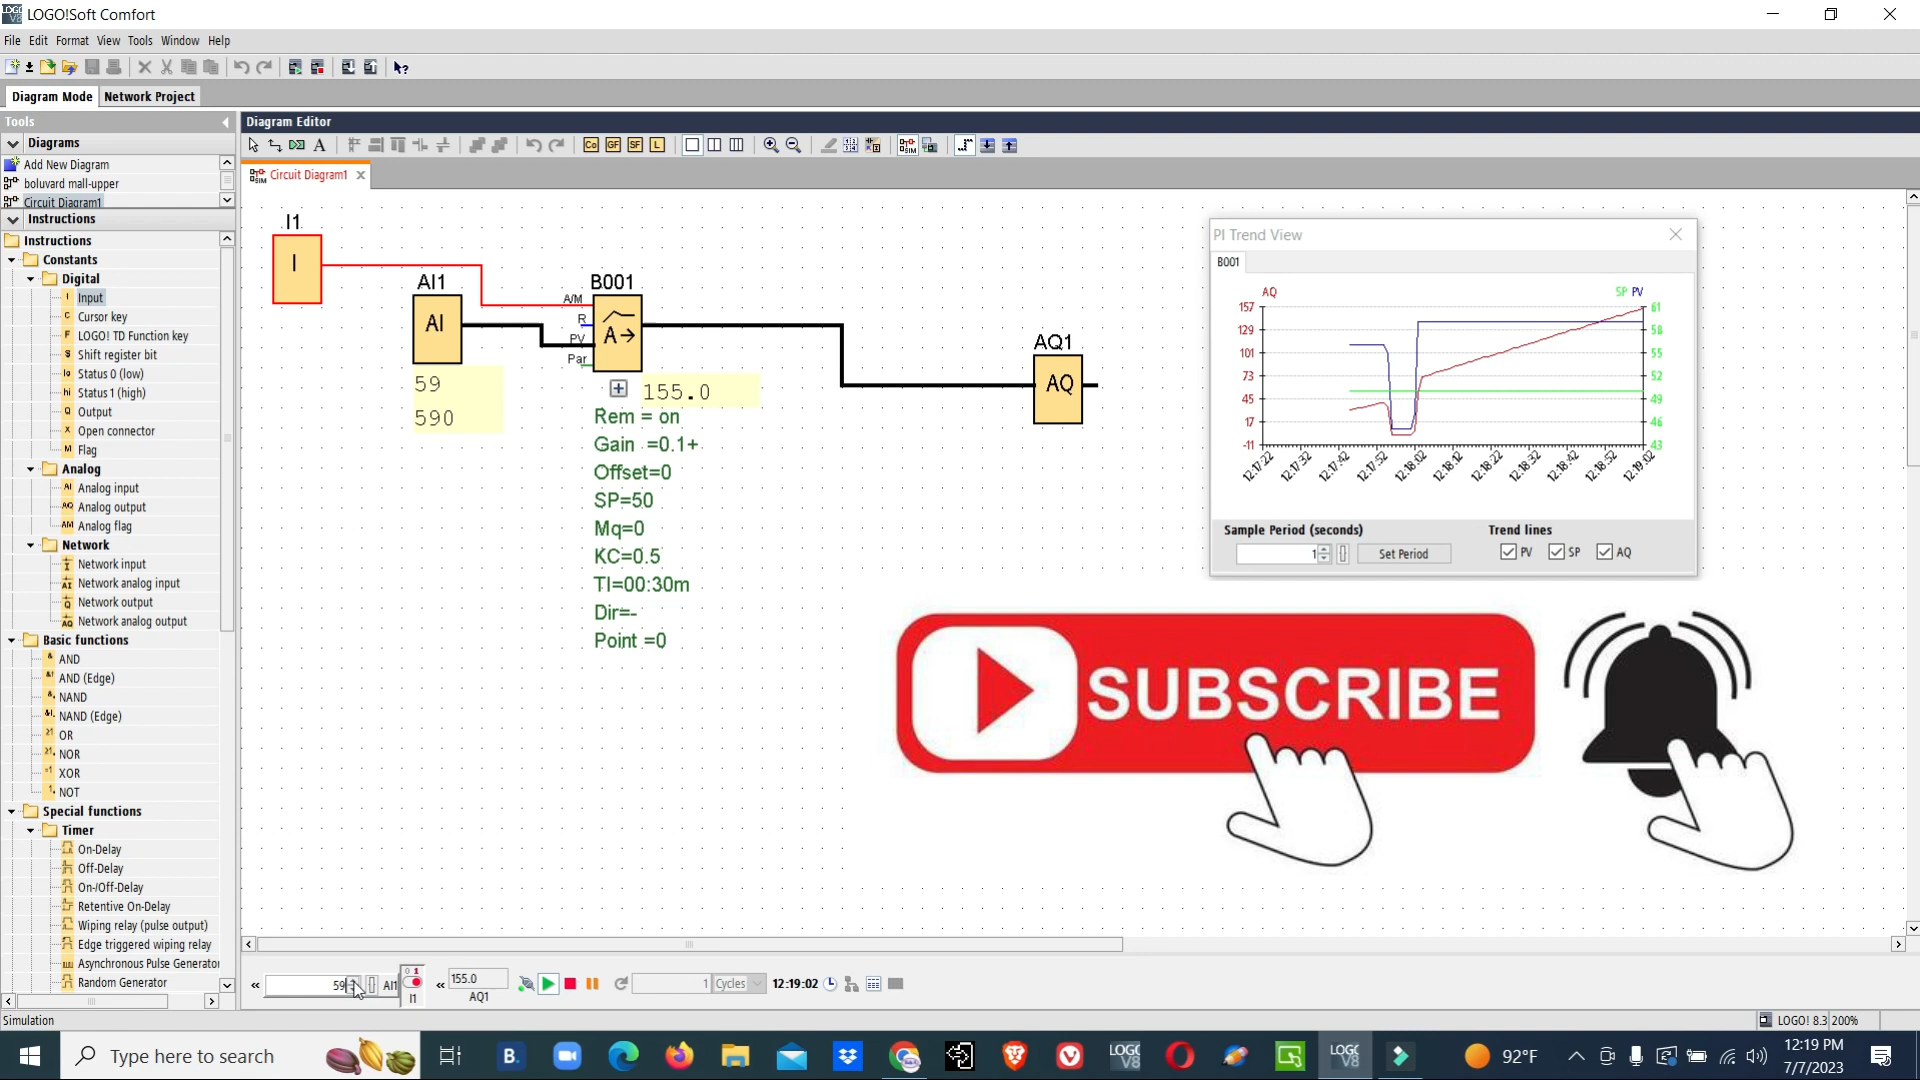 LOGO!Soft Comfort
File Edit Format View Tools Window Help
Diagram Mode Network Project
Tools
Diagrams
Add New Diagram
boluvard mall-upper
Circuit Diagram1
Instructions
Instructions
Constants
Digital
Input
Cursor key
LOGO! TD Function key
Shift register bit
Status 0 (low)
Status 1 (high)
Output
Open connector
Flag
Analog
Analog input
Analog output
Analog flag
Network
Network input
Network analog input
Network output
Network analog output
Basic functions
AND
AND (Edge)
NAND
NAND (Edge)
OR
NOR
XOR
NOT
Special functions
Timer
On-Delay
Off-Delay
On-/Off-Delay
Retentive On-Delay
Wiping relay (pulse output)
Edge triggered wiping relay
Asynchronous Pulse Generator
Random Generator
Diagram Editor
Circuit Diagram1
I1
I
AI1
AI
59
590
B001
A/M
R
PV
Par
A→
155.0
Rem = on
Gain =0.1+
Offset=0
SP=50
Mq=0
KC=0.5
TI=00:30m
Dir=-
Point =0
AQ1
AQ
PI Trend View
B001
AQ
SP PV
157
129
101
73
45
17
-11
61
58
55
52
49
46
43
12:17:22
12:17:32
12:17:42
12:17:52
12:18:02
12:18:12
12:18:22
12:18:32
12:18:42
12:18:52
12:19:02
Sample Period (seconds)
1
Set Period
Trend lines
PV SP AQ
SUBSCRIBE
59 AI1
0 1
I1
155.0
AQ1
1 Cycles
12:19:02
Simulation
LOGO! 8.3 200%
Type here to search
92°F
12:19 PM
7/7/2023